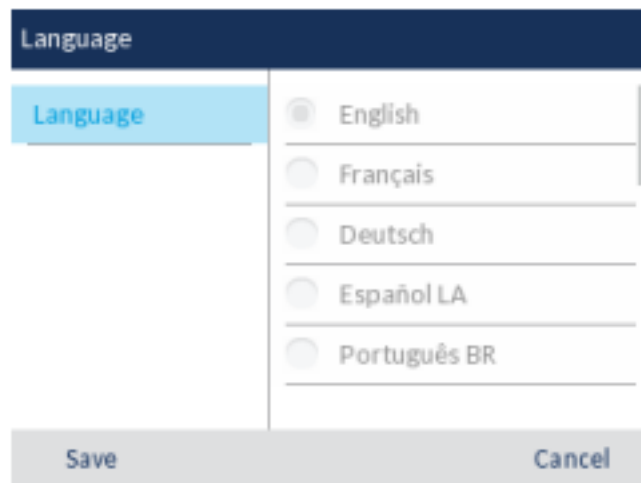 Language
Language
English
Français
Deutsch
Español LA
Português BR
Save
Cancel